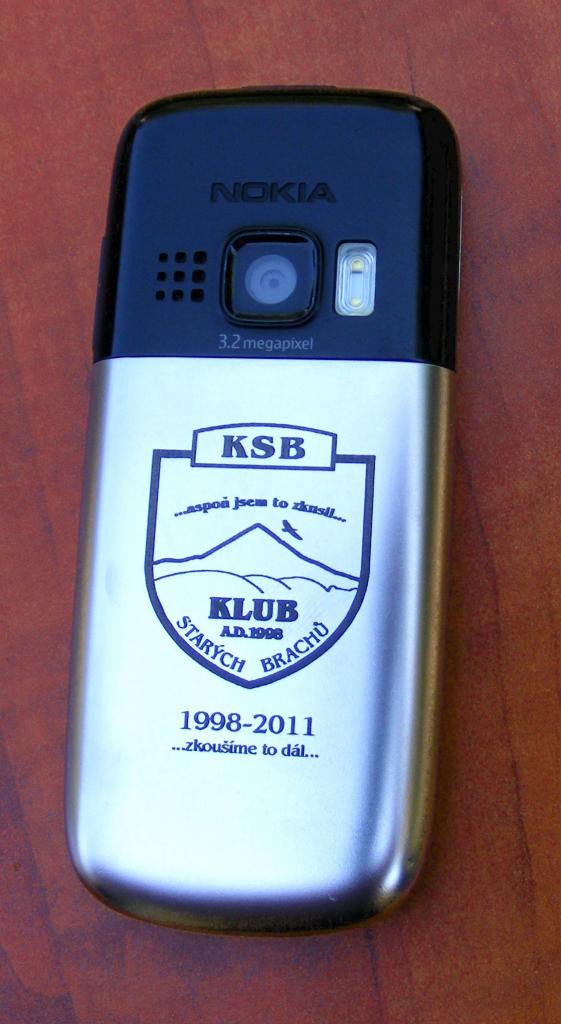 NOKIA
3.2 megapixel
KSB
...aspoň jsem to zkusil...
KLUB
A.D. 1998
STARÝCH BRACHŮ
1998-2011
...zkoušíme to dál...